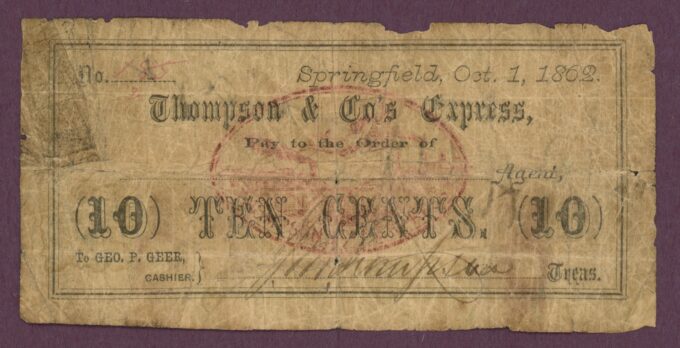 No.
Springfield, Oct. 1, 1862.
Thompson & Co's Express,
Pay to the Order of
Agent,
(10) TEN CENTS. (10)
To GEO. P. GEER,
CASHIER.
Treas.